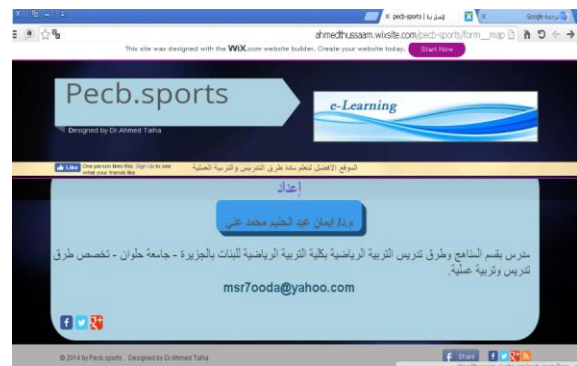 إتصل بنا | pecb-sports
Google ترجمة
ahmedthussaam.wixsite.com/pecb-sports/form__map
This site was designed with the WiX.com website builder. Create your website today. Start Now
Pecb.sports
Designed by Dr Ahmed Talha
e-Learning
Like One person likes this. Sign Up to see what your friends like.
الموقع الافضل لتعلم مادة طرق التدريس و التربية العملية
إعداد
م.د/ إيمان عبد الحليم محمد علي
مدرس بقسم المناهج وطرق تدريس التربية الرياضية بكلية التربية الرياضية للبنات بالجزيرة - جامعة حلوان - تخصص طرق
تدريس وتربية عملية.
msr7ooda@yahoo.com
© 2014 by Pecb.sports Designed by Dr Ahmed Talha
Share